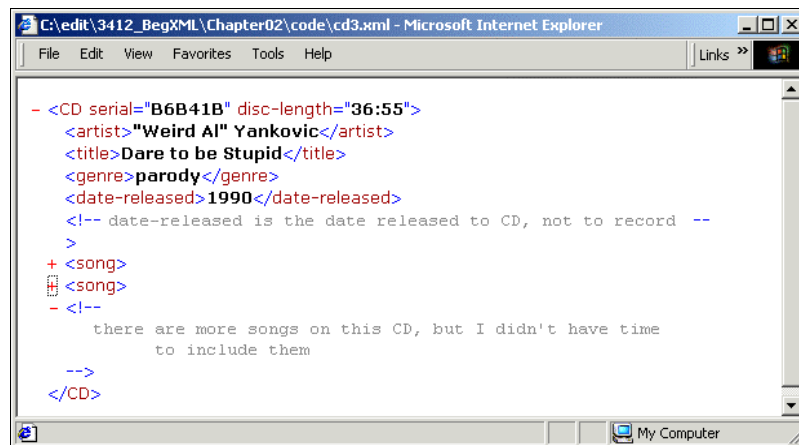 C:\edit\3412_BegXML\Chapter02\code\cd3.xml - Microsoft Internet Explorer
File Edit View Favorites Tools Help Links »
- <CD serial="B6B41B" disc-length="36:55">
<artist>"Weird Al" Yankovic</artist>
<title>Dare to be Stupid</title>
<genre>parody</genre>
<date-released>1990</date-released>
<!-- date-released is the date released to CD, not to record --
>
+ <song>
+ <song>
- <!--
there are more songs on this CD, but I didn't have time
to include them
-->
</CD>
My Computer